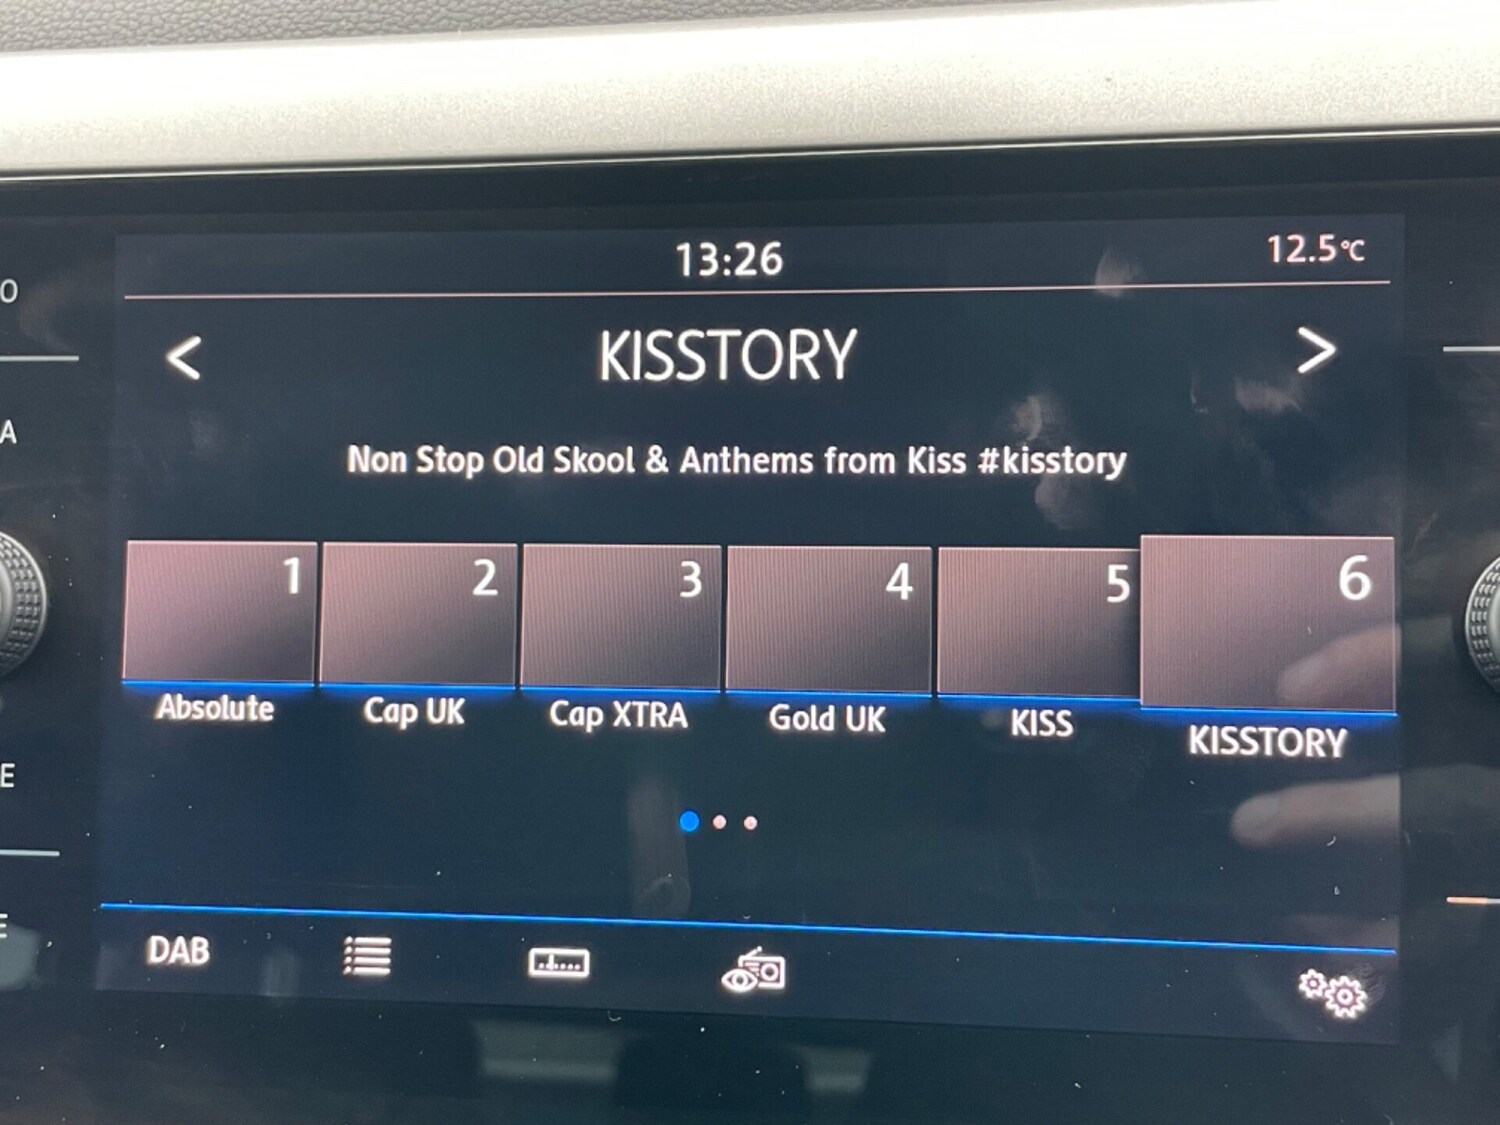 13:26
12.5°C
< KISSTORY >
Non Stop Old Skool & Anthems from Kiss #kisstory
1 2 3 4 5 6
Absolute Cap UK Cap XTRA Gold UK KISS KISSTORY
DAB